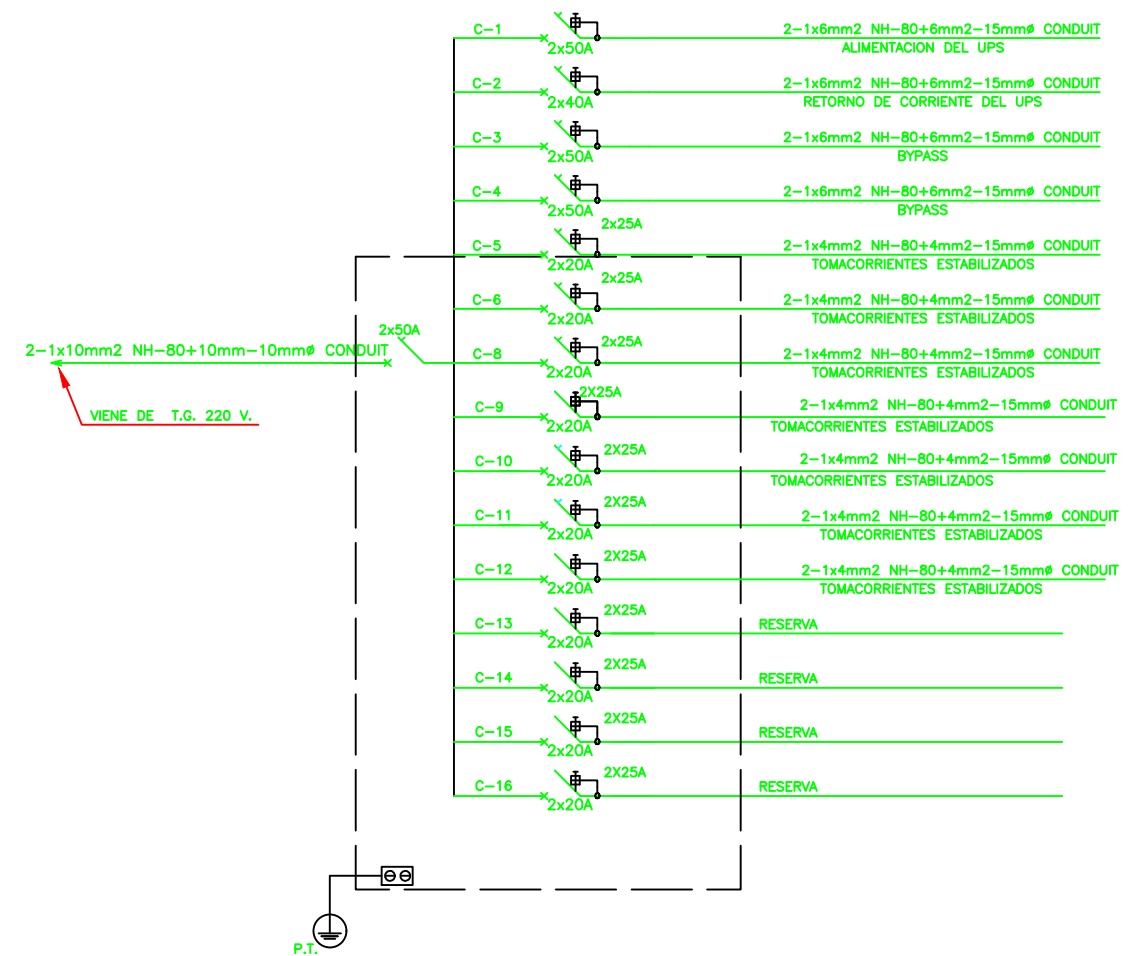 C-1
2x50A
2-1x6mm2 NH-80+6mm2-15mmø CONDUIT
ALIMENTACION DEL UPS
C-2
2x40A
2-1x6mm2 NH-80+6mm2-15mmø CONDUIT
RETORNO DE CORRIENTE DEL UPS
C-3
2x50A
2-1x6mm2 NH-80+6mm2-15mmø CONDUIT
BYPASS
C-4
2x50A
2-1x6mm2 NH-80+6mm2-15mmø CONDUIT
BYPASS
2x25A
C-5
2x20A
2-1x4mm2 NH-80+4mm2-15mmø CONDUIT
TOMACORRIENTES ESTABILIZADOS
2x25A
C-6
2x20A
2-1x4mm2 NH-80+4mm2-15mmø CONDUIT
TOMACORRIENTES ESTABILIZADOS
2x50A
2-1x10mm2 NH-80+10mm-10mmø CONDUIT
VIENE DE T.G. 220 V.
2x25A
C-8
2x20A
2-1x4mm2 NH-80+4mm2-15mmø CONDUIT
TOMACORRIENTES ESTABILIZADOS
2X25A
C-9
2x20A
2-1x4mm2 NH-80+4mm2-15mmø CONDUIT
TOMACORRIENTES ESTABILIZADOS
2X25A
C-10
2x20A
2-1x4mm2 NH-80+4mm2-15mmø CONDUIT
TOMACORRIENTES ESTABILIZADOS
2X25A
C-11
2x20A
2-1x4mm2 NH-80+4mm2-15mmø CONDUIT
TOMACORRIENTES ESTABILIZADOS
2X25A
C-12
2x20A
2-1x4mm2 NH-80+4mm2-15mmø CONDUIT
TOMACORRIENTES ESTABILIZADOS
2X25A
C-13
2x20A
RESERVA
2X25A
C-14
2x20A
RESERVA
2X25A
C-15
2x20A
RESERVA
2X25A
C-16
2x20A
RESERVA
P.T.